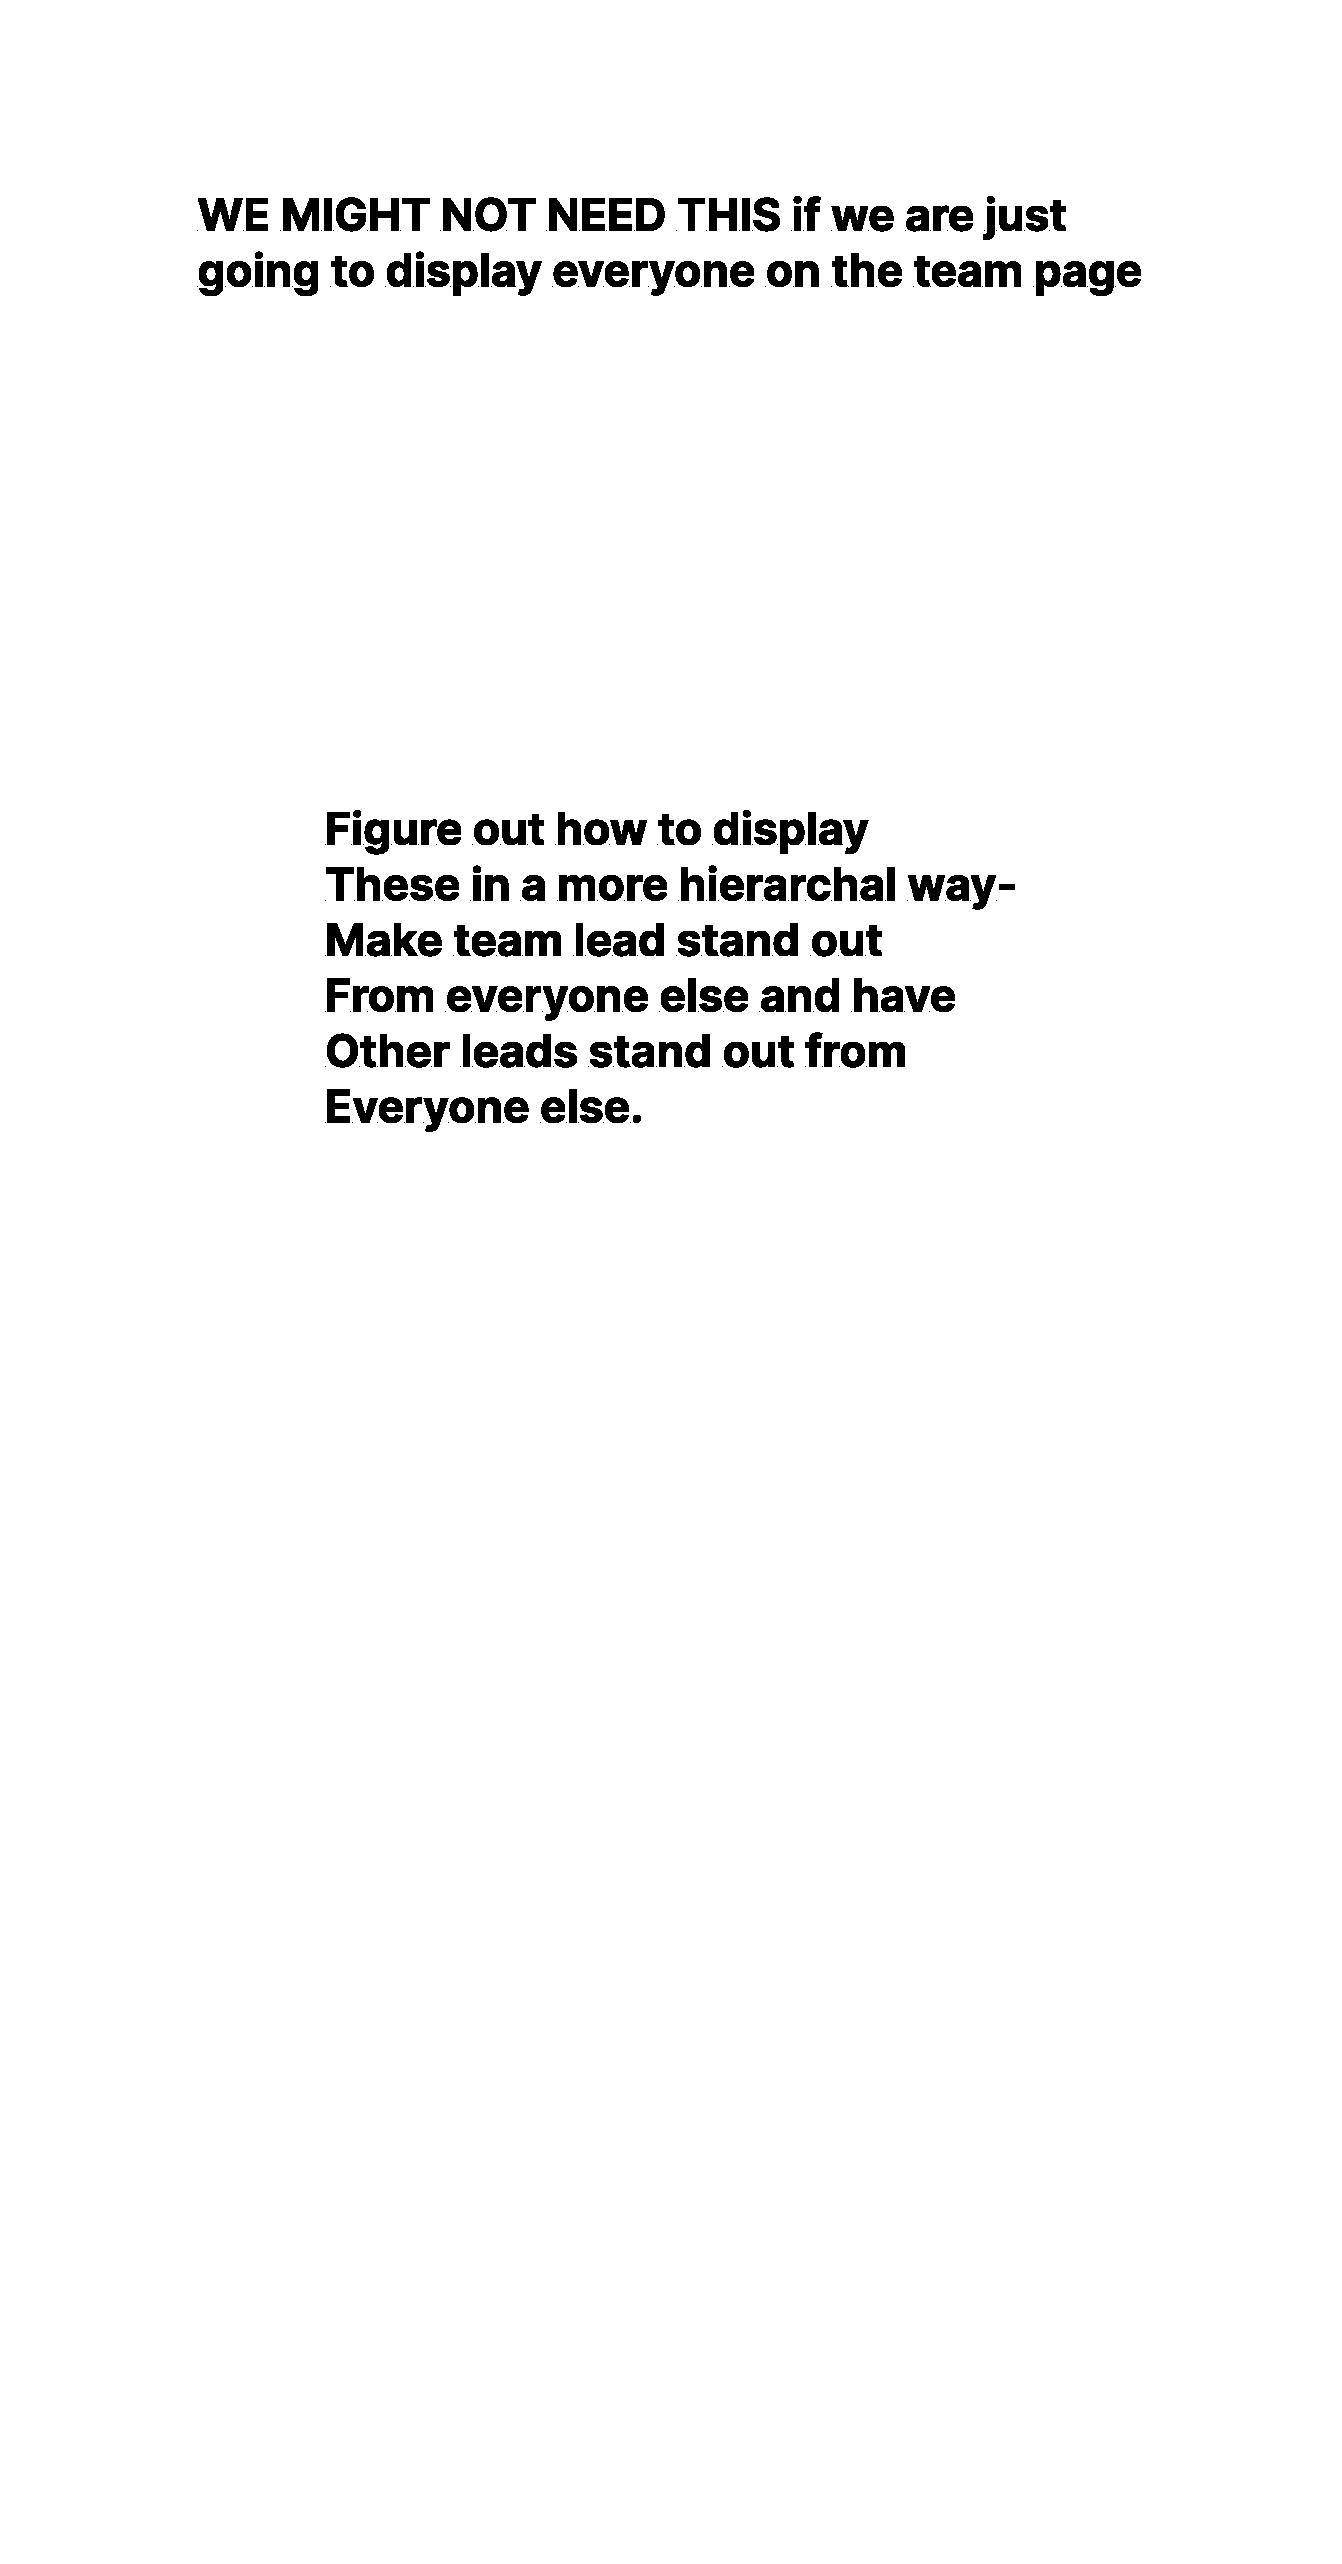 WE MIGHT NOT NEED THIS if we are just
going to display everyone on the team page
Figure out how to display
These in a more hierarchal way-
Make team lead stand out
From everyone else and have
Other leads stand out from
Everyone else.